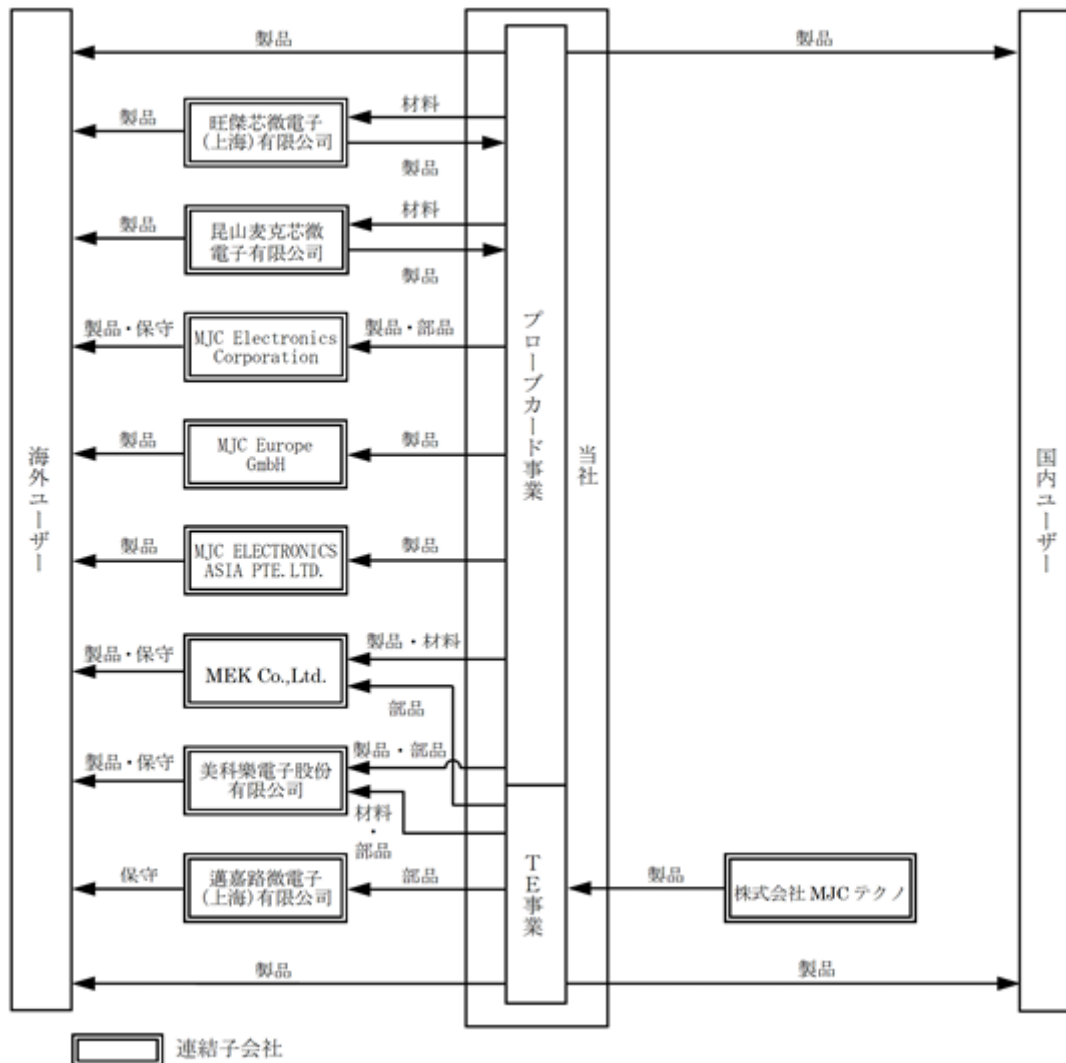 製品
製品
製品
旺傑芯微電子
(上海)有限公司
材料
製品
製品
昆山麦克芯微
電子有限公司
材料
製品
製品・保守
MJC Electronics
Corporation
製品・部品
製品
MJC Europe
GmbH
製品
製品
MJC ELECTRONICS
ASIA PTE.LTD.
製品
製品・保守
MEK Co.,Ltd.
製品・材料
部品
製品・保守
美科樂電子股份
有限公司
製品・部品
材料
・
部品
保守
邁嘉路微電子
(上海)有限公司
部品
製品
株式会社 MJC テクノ
製品
製品
海外ユーザー
プローブカード事業
TE事業
当社
国内ユーザー
連結子会社